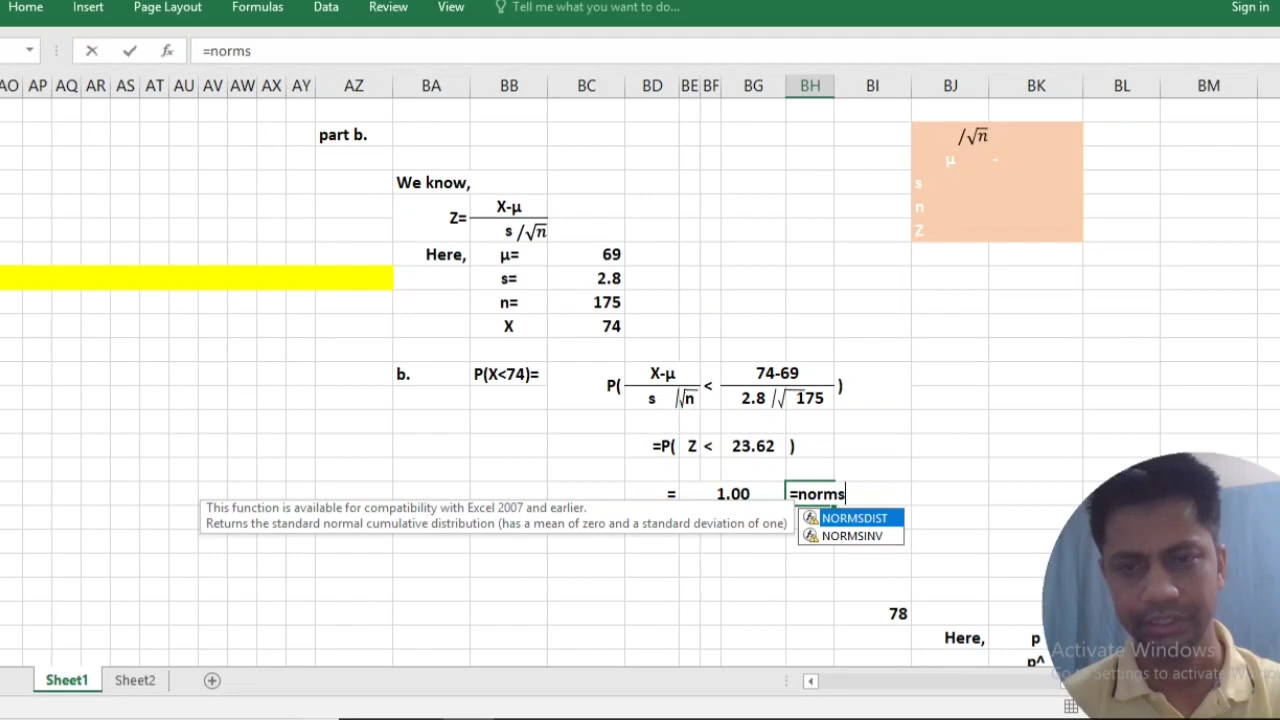 Home Insert Page Layout Formulas Data Review View Tell me what you want to do... Sign in
=norms
AO AP AQ AR AS AT AU AV AW AX AY AZ BA BB BC BD BE BF BG BH BI BJ BK BL BM
part b.
/√n
μ -
We know,
s
X-μ
n
Z=
s /√n
Z
Here, μ= 69
s= 2.8
n= 175
X 74
b. P(X<74)= P( X-μ < 74-69 )
s /√n 2.8 /√ 175
=P( Z < 23.62 )
= 1.00 =norms
This function is available for compatibility with Excel 2007 and earlier.
Returns the standard normal cumulative distribution (has a mean of zero and a standard deviation of one)
NORMSDIST
NORMSINV
78
Here, p
p^
Activate Windows
Go to Settings to activate
Sheet1 Sheet2